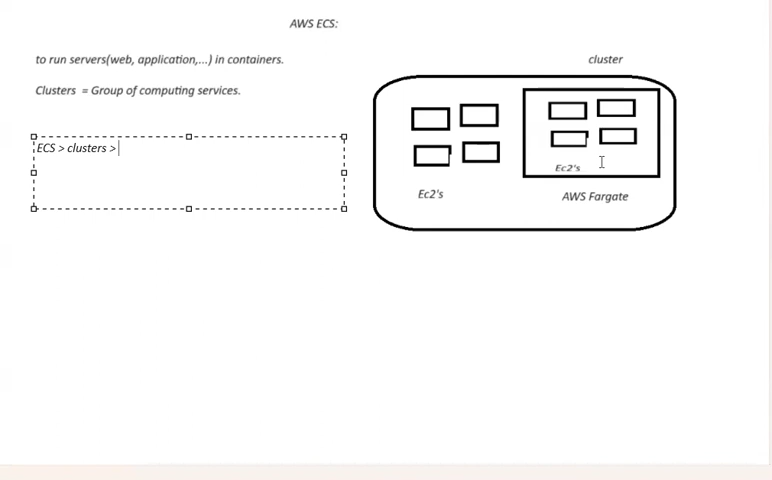 AWS ECS:
to run servers(web, application,...) in containers.
cluster
Clusters = Group of computing services.
ECS > clusters >
Ec2's
Ec2's
AWS Fargate